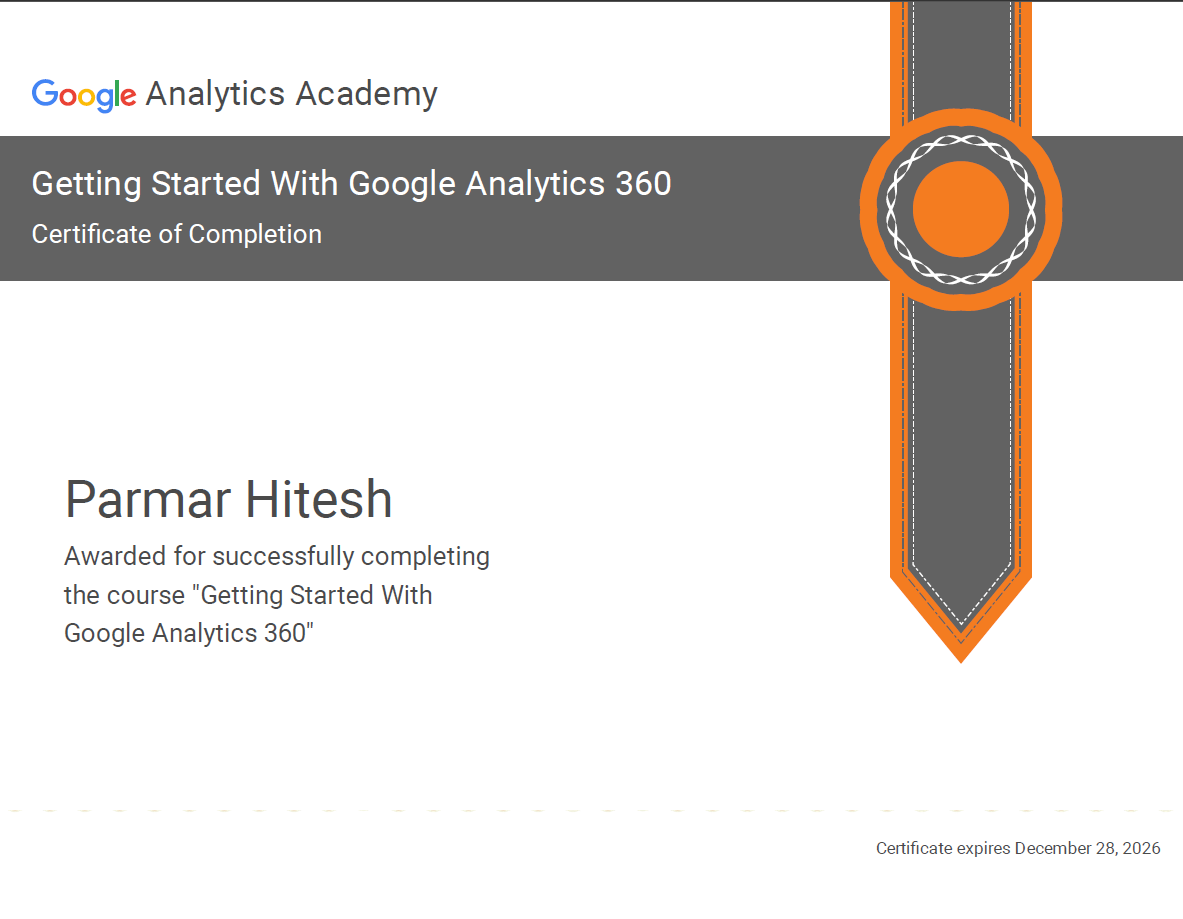 Google Analytics Academy
Getting Started With Google Analytics 360
Certificate of Completion
Parmar Hitesh
Awarded for successfully completing
the course "Getting Started With
Google Analytics 360"
Certificate expires December 28, 2026